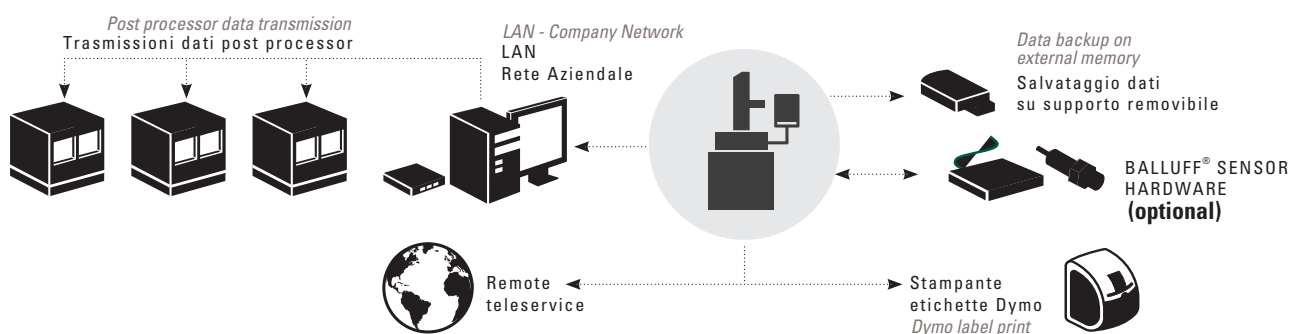 Post processor data transmission
Trasmissioni dati post processor
LAN - Company Network
LAN
Rete Aziendale
Data backup on
external memory
Salvataggio dati
su supporto removibile
BALLUFF® SENSOR
HARDWARE
(optional)
Remote
teleservice
Stampante
etichette Dymo
Dymo label print